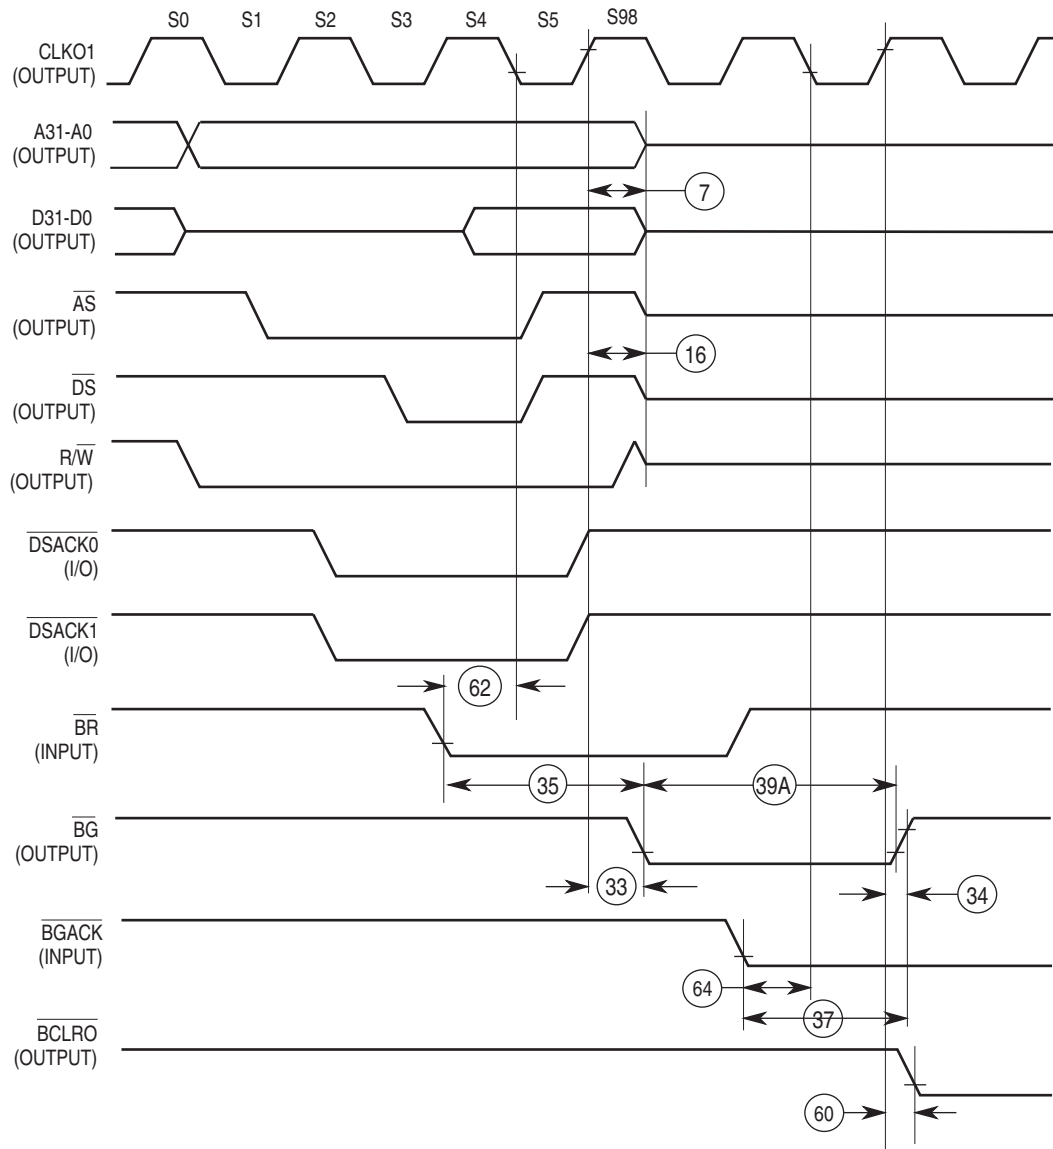 S0 S1 S2 S3 S4 S5 S98
CLKO1
(OUTPUT)
A31-A0
(OUTPUT)
7
D31-D0
(OUTPUT)
AS
(OUTPUT)
16
DS
(OUTPUT)
R/W
(OUTPUT)
DSACK0
(I/O)
DSACK1
(I/O)
62
BR
(INPUT)
35 39A
BG
(OUTPUT)
33 34
BGACK
(INPUT)
64
37
BCLRO
(OUTPUT)
60